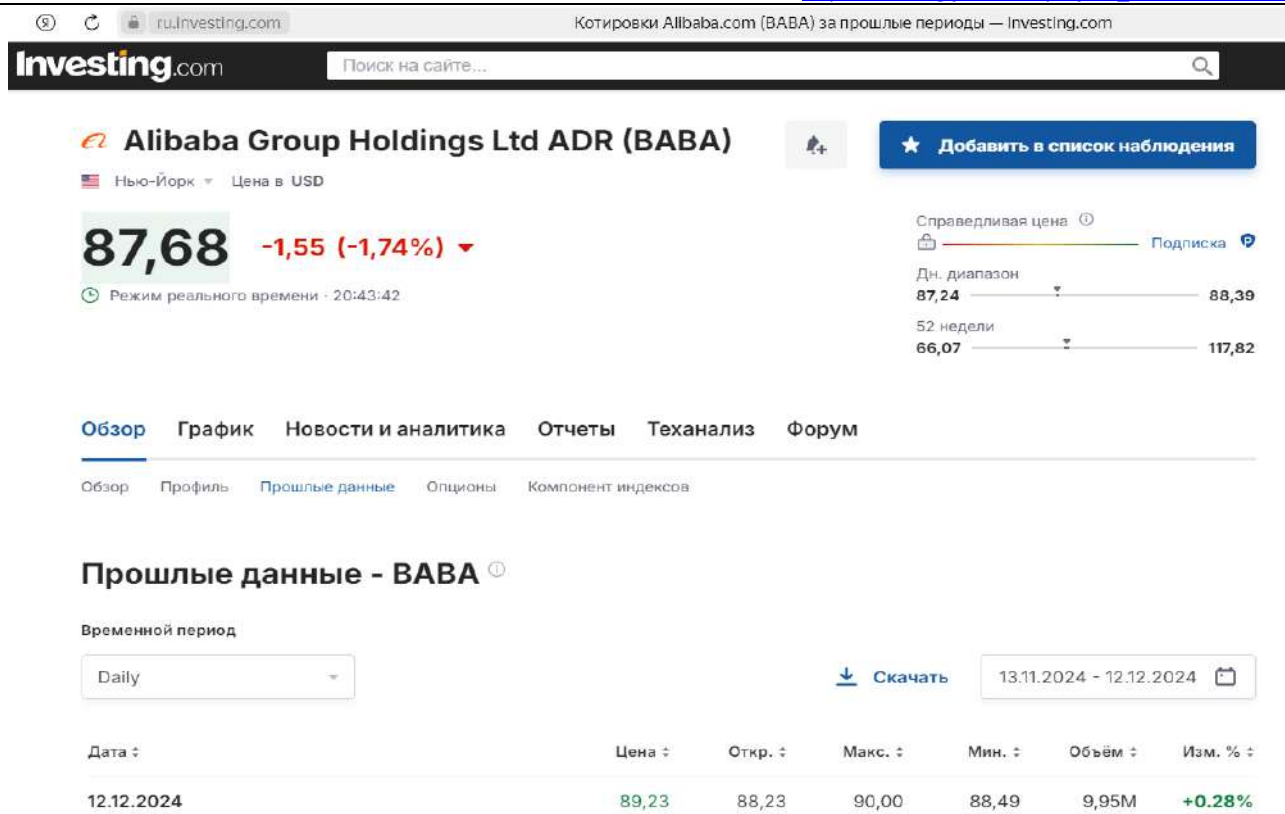 ru.investing.com Котировки Alibaba.com (BABA) за прошлые периоды — Investing.com
Investing.com Поиск на сайте...
Alibaba Group Holdings Ltd ADR (BABA) Добавить в список наблюдения
Нью-Йорк Цена в USD
87,68 -1,55 (-1,74%)
Режим реального времени · 20:43:42
Справедливая цена
Подписка
Дн. диапазон
87,24 88,39
52 недели
66,07 117,82
Обзор График Новости и аналитика Отчеты Теханализ Форум
Обзор Профиль Прошлые данные Опционы Компонент индексов
Прошлые данные - BABA
Временной период
Daily Скачать 13.11.2024 - 12.12.2024
Дата Цена Откр. Макс. Мин. Объём Изм. %
12.12.2024 89,23 88,23 90,00 88,49 9,95M +0.28%